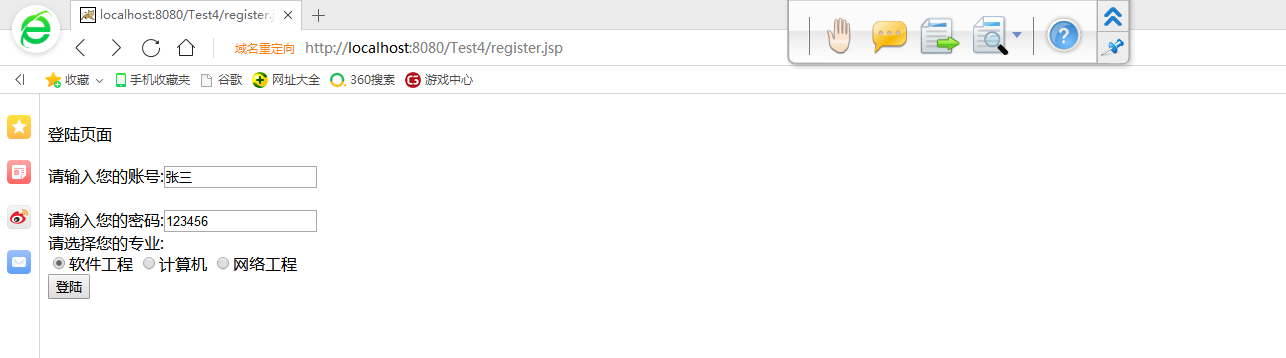 localhost:8080/Test4/register.j
域名重定向 http://localhost:8080/Test4/register.jsp
收藏 手机收藏夹 谷歌 网址大全 360搜索 游戏中心
登陆页面
请输入您的账号:张三
请输入您的密码:123456
请选择您的专业:
软件工程 计算机 网络工程
登陆